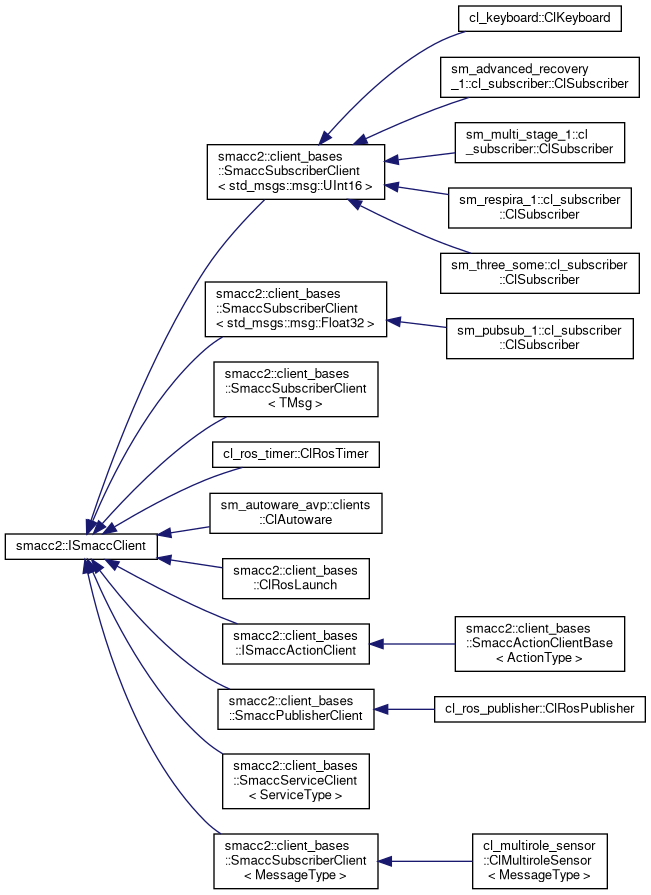 cl_keyboard::ClKeyboard
sm_advanced_recovery
_1::cl_subscriber::ClSubscriber
smacc2::client_bases
::SmaccSubscriberClient
< std_msgs::msg::UInt16 >
sm_multi_stage_1::cl
_subscriber::ClSubscriber
sm_respira_1::cl_subscriber
::ClSubscriber
sm_three_some::cl_subscriber
::ClSubscriber
smacc2::client_bases
::SmaccSubscriberClient
< std_msgs::msg::Float32 >
sm_pubsub_1::cl_subscriber
::ClSubscriber
smacc2::client_bases
::SmaccSubscriberClient
< TMsg >
cl_ros_timer::ClRosTimer
sm_autoware_avp::clients
::ClAutoware
smacc2::ISmaccClient
smacc2::client_bases
::ClRosLaunch
smacc2::client_bases
::ISmaccActionClient
smacc2::client_bases
::SmaccActionClientBase
< ActionType >
smacc2::client_bases
::SmaccPublisherClient
cl_ros_publisher::ClRosPublisher
smacc2::client_bases
::SmaccServiceClient
< ServiceType >
smacc2::client_bases
::SmaccSubscriberClient
< MessageType >
cl_multirole_sensor
::ClMultiroleSensor
< MessageType >